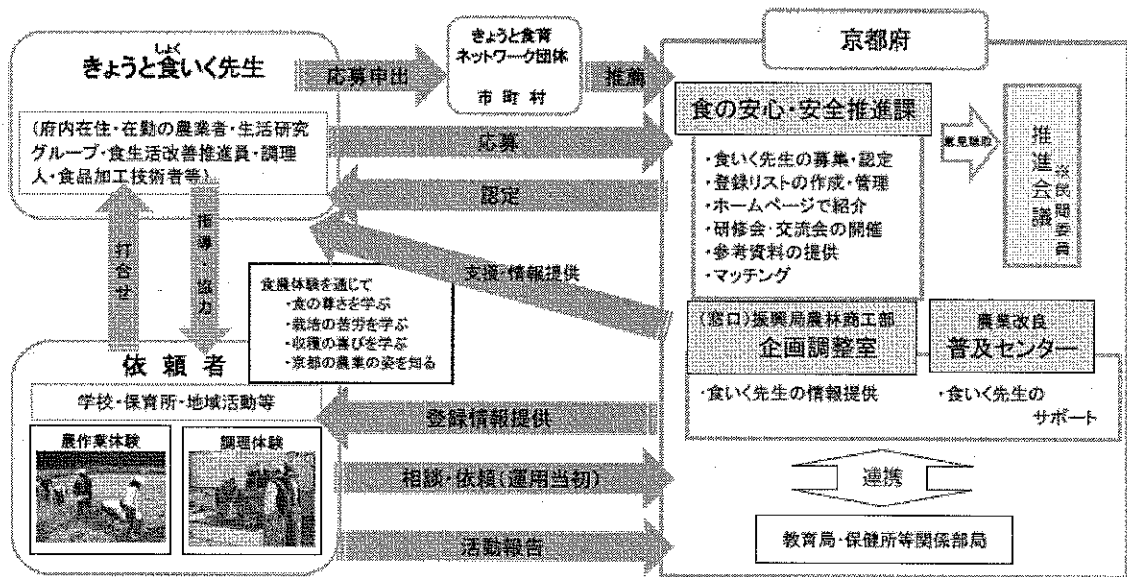 しょく
きょうと食いく先生
(府内在住・在勤の農業者・生活研究
グループ・食生活改善推進員・調理
人・食品加工技術者等)
応募申出
きょうと食育
ネットワーク団体
市町村
推薦
京都府
応募
認定
支援・情報提供
食の安心・安全推進課
・食いく先生の募集・認定
・登録リストの作成・管理
・ホームページで紹介
・研修会・交流会の開催
・参考資料の提供
・マッチング
意見聴取
推進会議
※民間委員
打合せ
指導・協力
食農体験を通じて
・食の尊さを学ぶ
・栽培の苦労を学ぶ
・収穫の喜びを学ぶ
・京都の農業の姿を知る
(窓口)振興局農林商工部
企画調整室
・食いく先生の情報提供
農業改良
普及センター
・食いく先生の
サポート
依頼者
学校・保育所・地域活動等
農作業体験
調理体験
登録情報提供
相談・依頼(運用当初)
活動報告
連携
教育局・保健所等関係部局